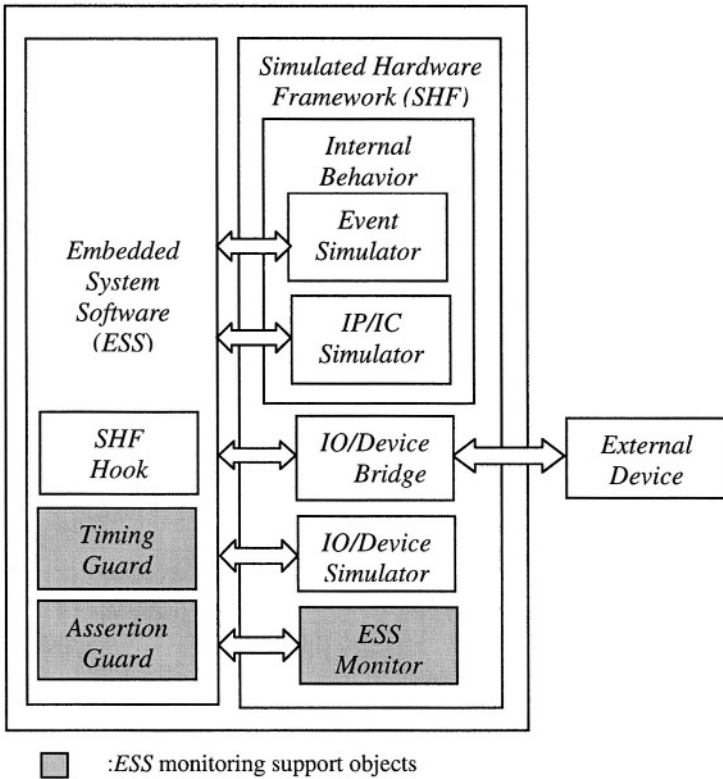 Simulated Hardware
Framework (SHF)
Internal
Behavior
Event
Simulator
IP/IC
Simulator
Embedded
System
Software
(ESS)
SHF
Hook
IO/Device
Bridge
External
Device
Timing
Guard
IO/Device
Simulator
Assertion
Guard
ESS
Monitor
:ESS monitoring support objects